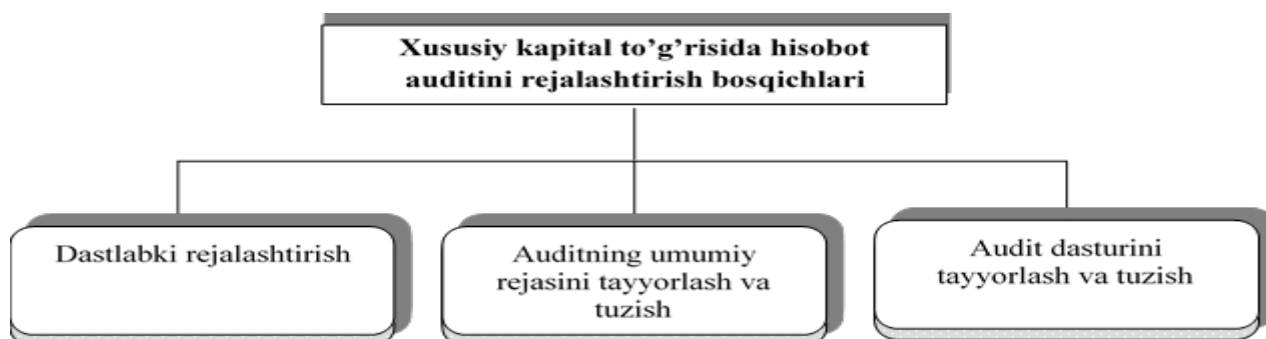 Xususiy kapital to’g’risida hisobot
auditini rejalashtirish bosqichlari
Dastlabki rejalashtirish
Auditning umumiy
rejasini tayyorlash va
tuzish
Audit dasturini
tayyorlash va tuzish